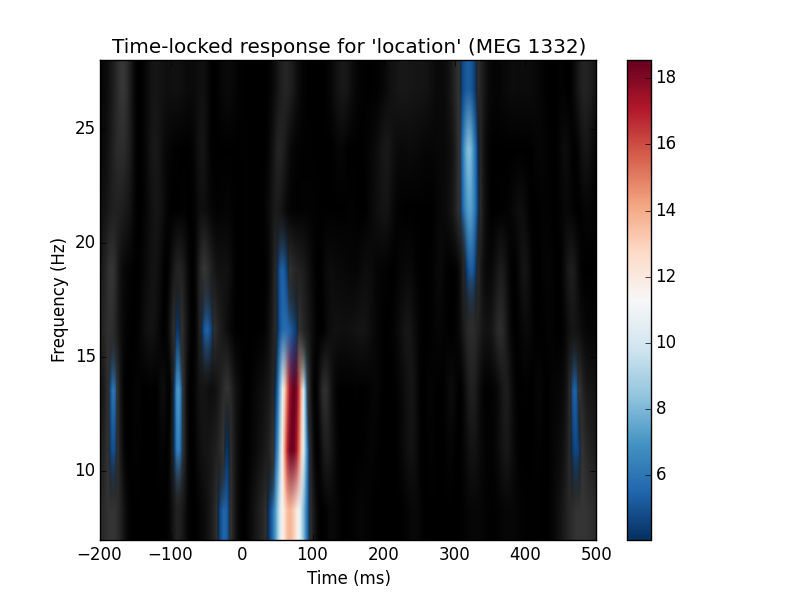 Time-locked response for 'location' (MEG 1332)
25
20
15
10
Frequency (Hz)
−200 −100 0 100 200 300 400 500
Time (ms)
18
16
14
12
10
8
6